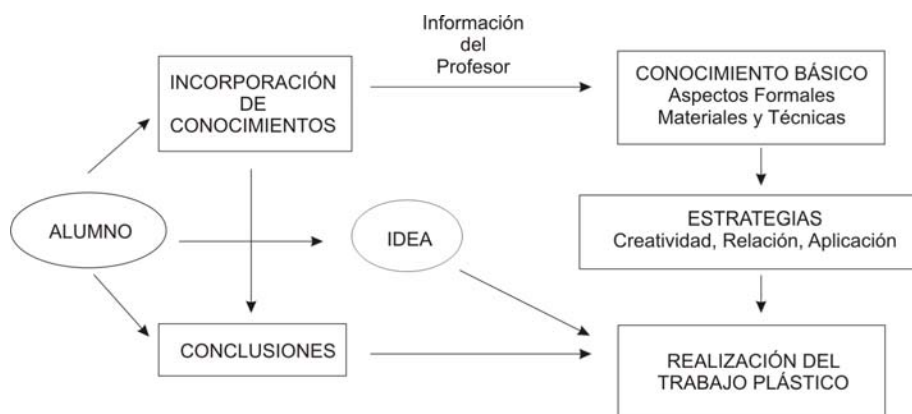 Información
del
Profesor
INCORPORACIÓN
DE
CONOCIMIENTOS
CONOCIMIENTO BÁSICO
Aspectos Formales
Materiales y Técnicas
ALUMNO
IDEA
ESTRATEGIAS
Creatividad, Relación, Aplicación
CONCLUSIONES
REALIZACIÓN DEL
TRABAJO PLÁSTICO